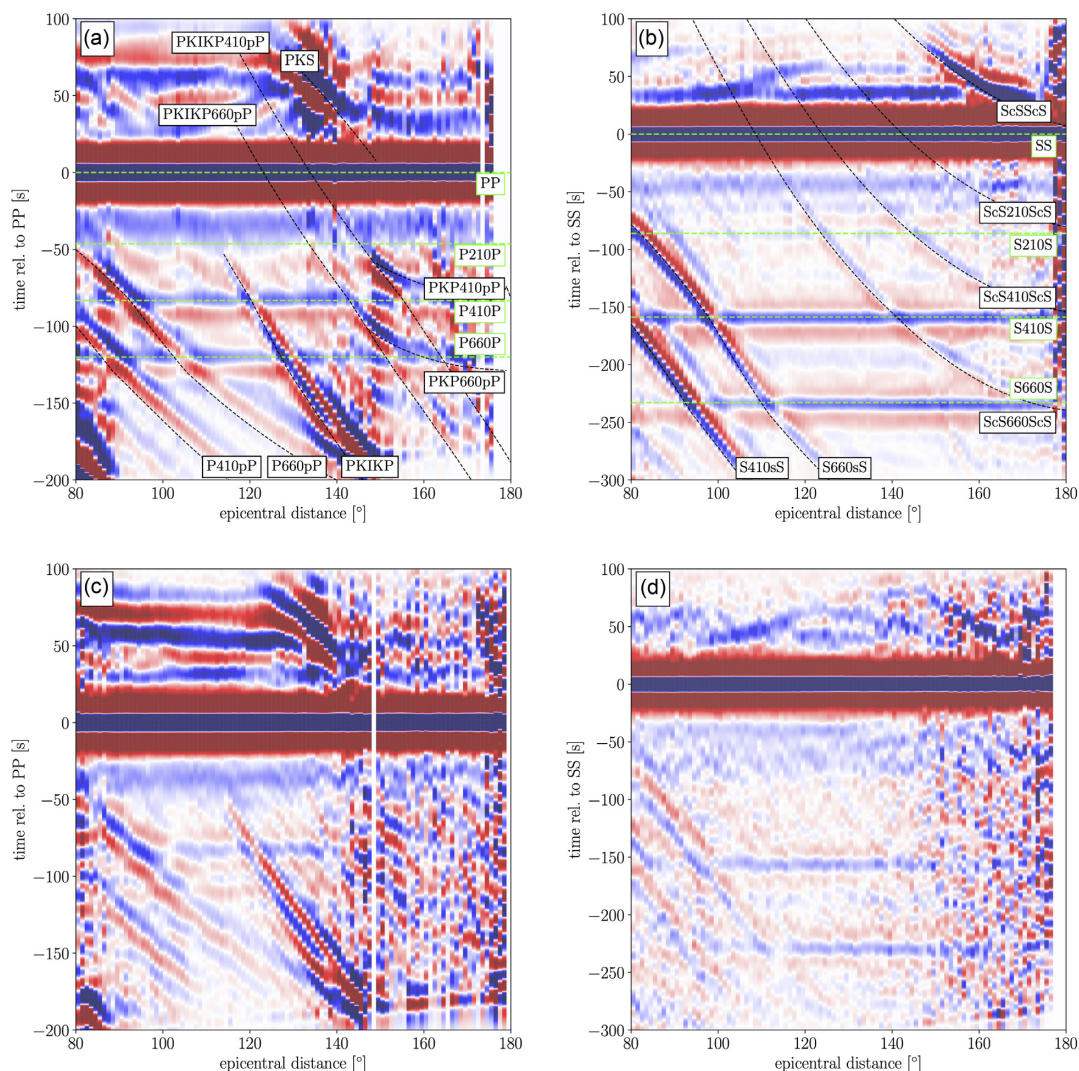 (a)
PKIKP410pP
PKS
PKIKP660pP
PP
P210P
PKP410pP
P410P
P660P
PKP660pP
P410pP
P660pP
PKIKP
100
50
0
−50
−100
−150
−200
time rel. to PP [s]
80
100
120
140
160
180
epicentral distance [°]
(b)
ScSScS
SS
ScS210ScS
S210S
ScS410ScS
S410S
S660S
ScS660ScS
S410sS
S660sS
100
50
0
−50
−100
−150
−200
−250
−300
time rel. to SS [s]
80
100
120
140
160
180
epicentral distance [°]
(c)
100
50
0
−50
−100
−150
−200
time rel. to PP [s]
80
100
120
140
160
180
epicentral distance [°]
(d)
100
50
0
−50
−100
−150
−200
−250
−300
time rel. to SS [s]
80
100
120
140
160
180
epicentral distance [°]